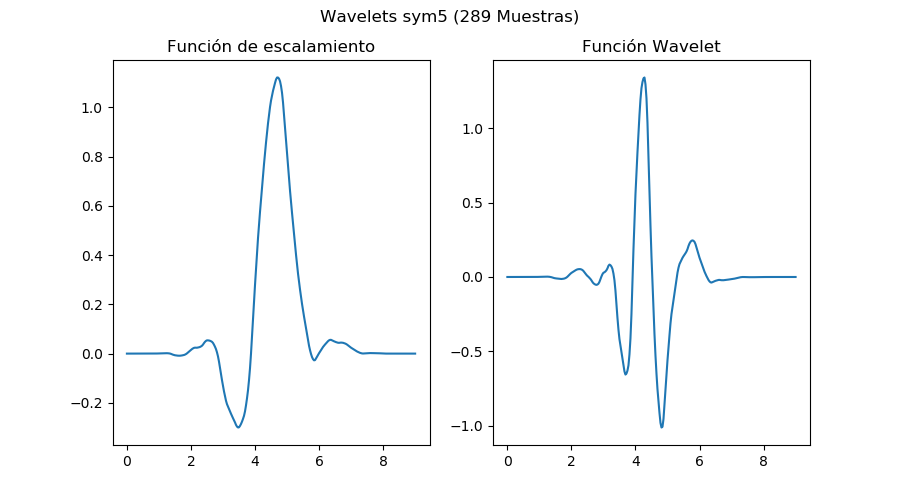 Wavelets sym5 (289 Muestras)
Función de escalamiento
1.0
0.8
0.6
0.4
0.2
0.0
−0.2
0 2 4 6 8
Función Wavelet
1.0
0.5
0.0
−0.5
−1.0
0 2 4 6 8